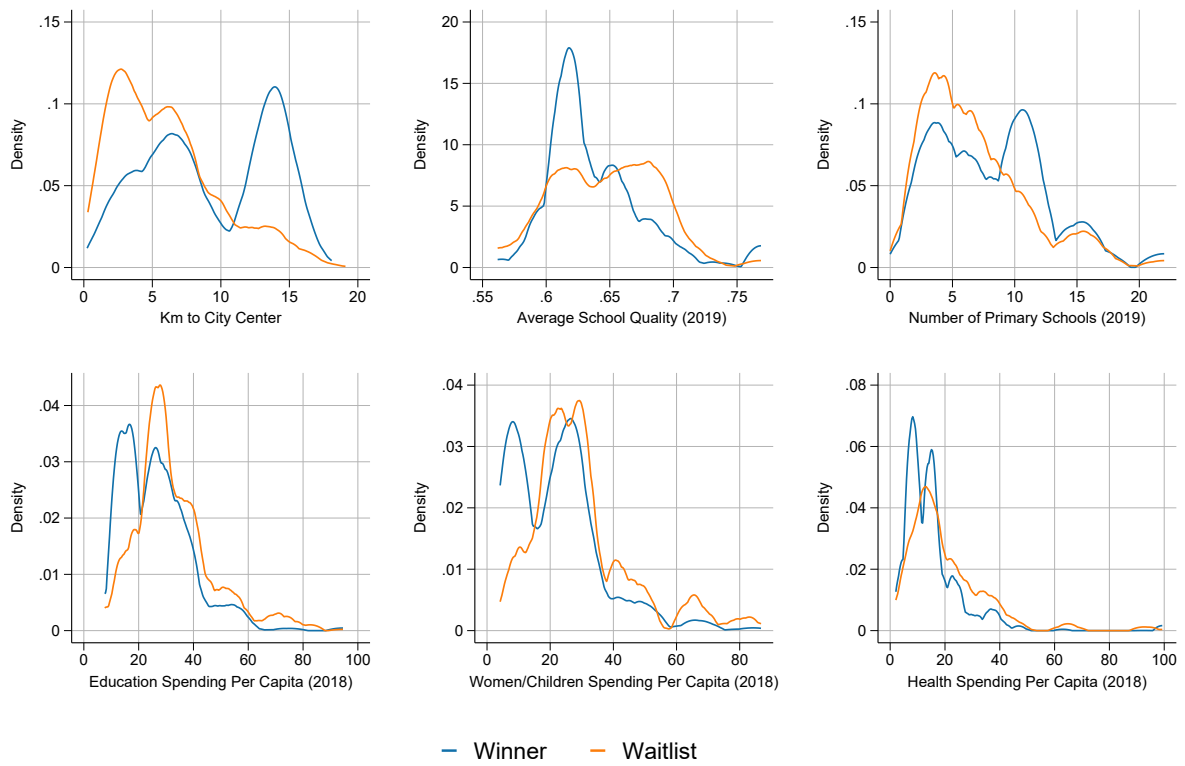 .15
.1
.05
0
Density
0 5 10 15 20
Km to City Center
20
15
10
5
0
Density
.55 .6 .65 .7 .75
Average School Quality (2019)
.15
.1
.05
0
Density
0 5 10 15 20
Number of Primary Schools (2019)
.04
.03
.02
.01
0
Density
0 20 40 60 80 100
Education Spending Per Capita (2018)
.04
.03
.02
.01
0
Density
0 20 40 60 80
Women/Children Spending Per Capita (2018)
.08
.06
.04
.02
0
Density
0 20 40 60 80 100
Health Spending Per Capita (2018)
Winner Waitlist